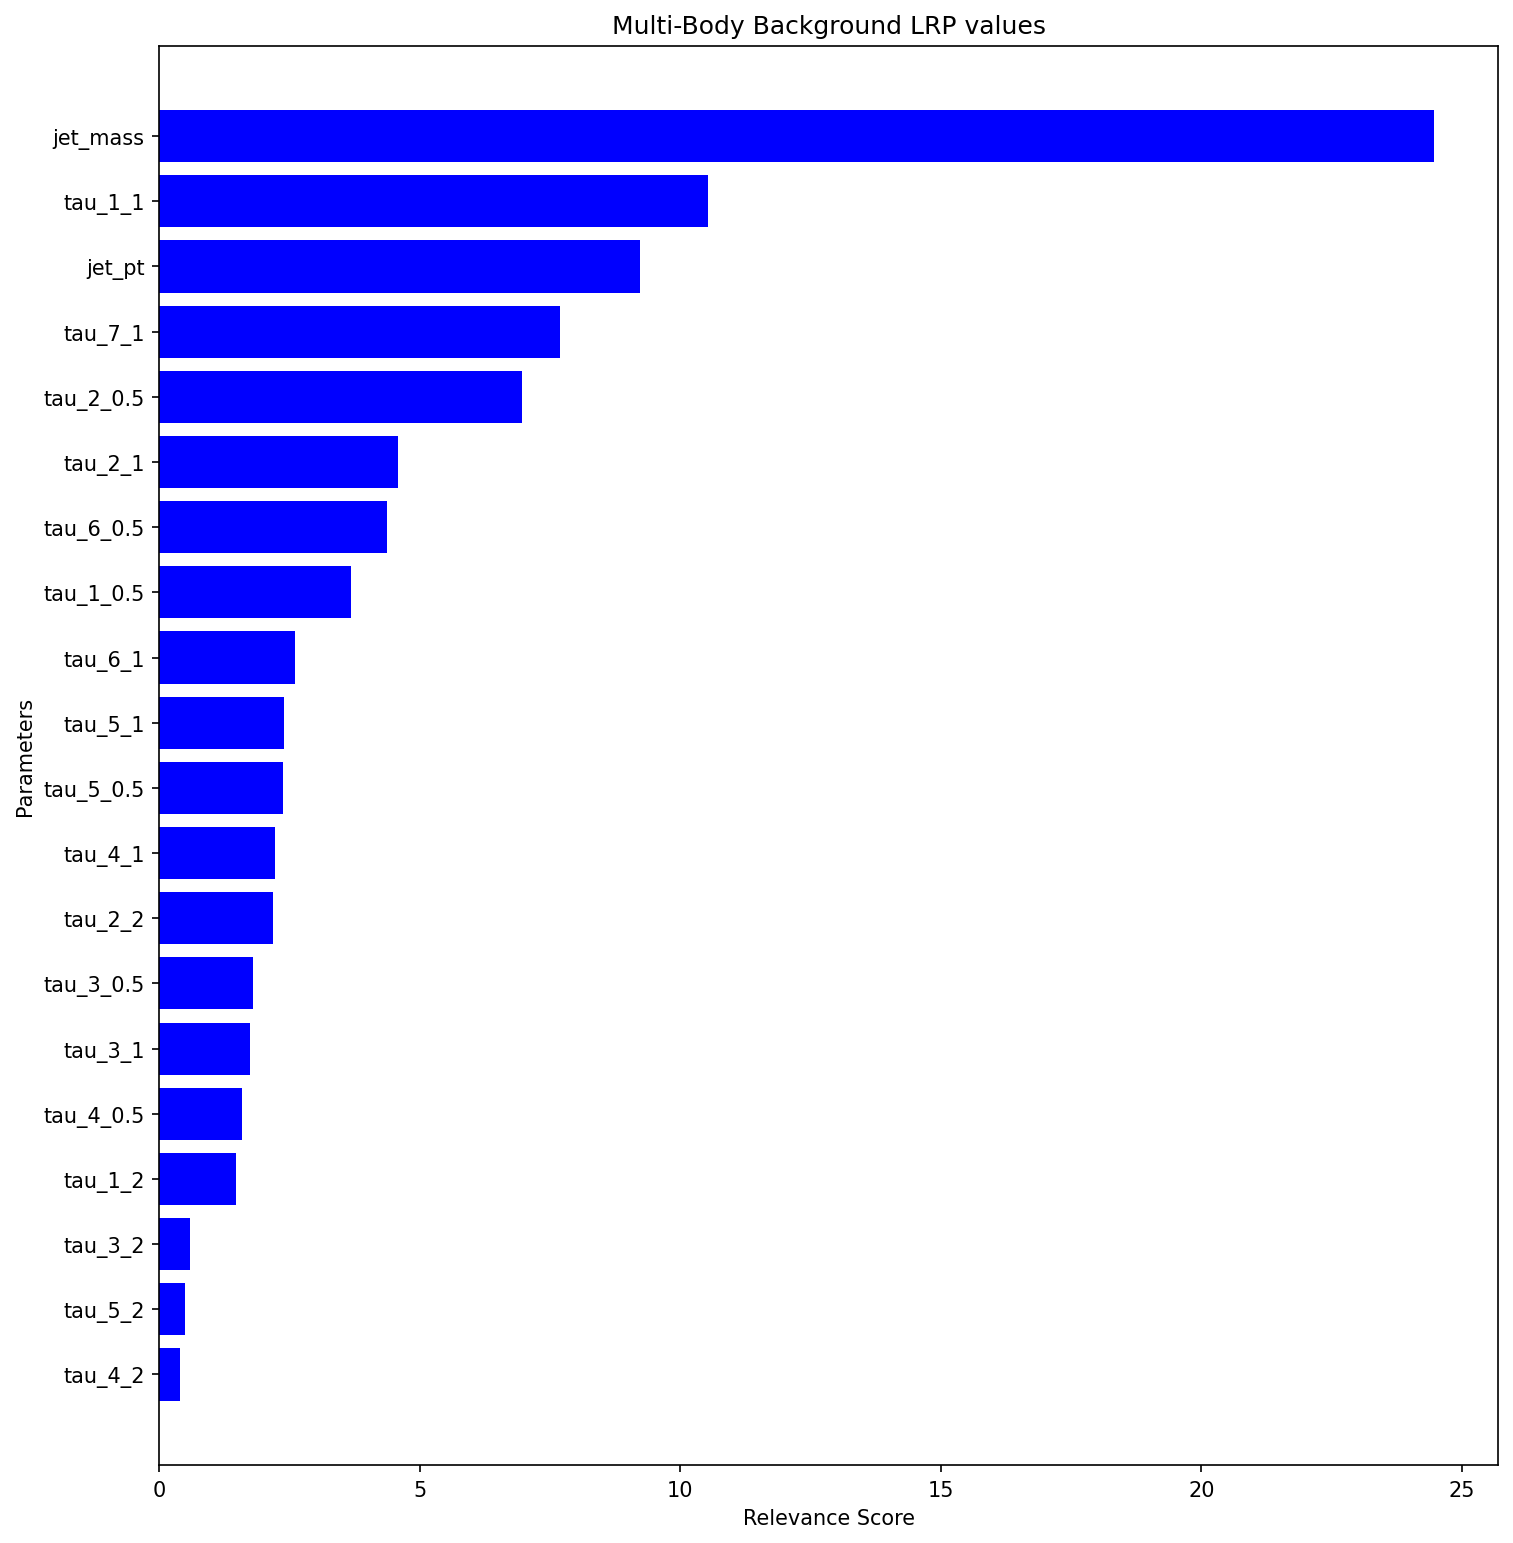 Multi-Body Background LRP values
Parameters
jet_mass
tau_1_1
jet_pt
tau_7_1
tau_2_0.5
tau_2_1
tau_6_0.5
tau_1_0.5
tau_6_1
tau_5_1
tau_5_0.5
tau_4_1
tau_2_2
tau_3_0.5
tau_3_1
tau_4_0.5
tau_1_2
tau_3_2
tau_5_2
tau_4_2
0 5 10 15 20 25
Relevance Score